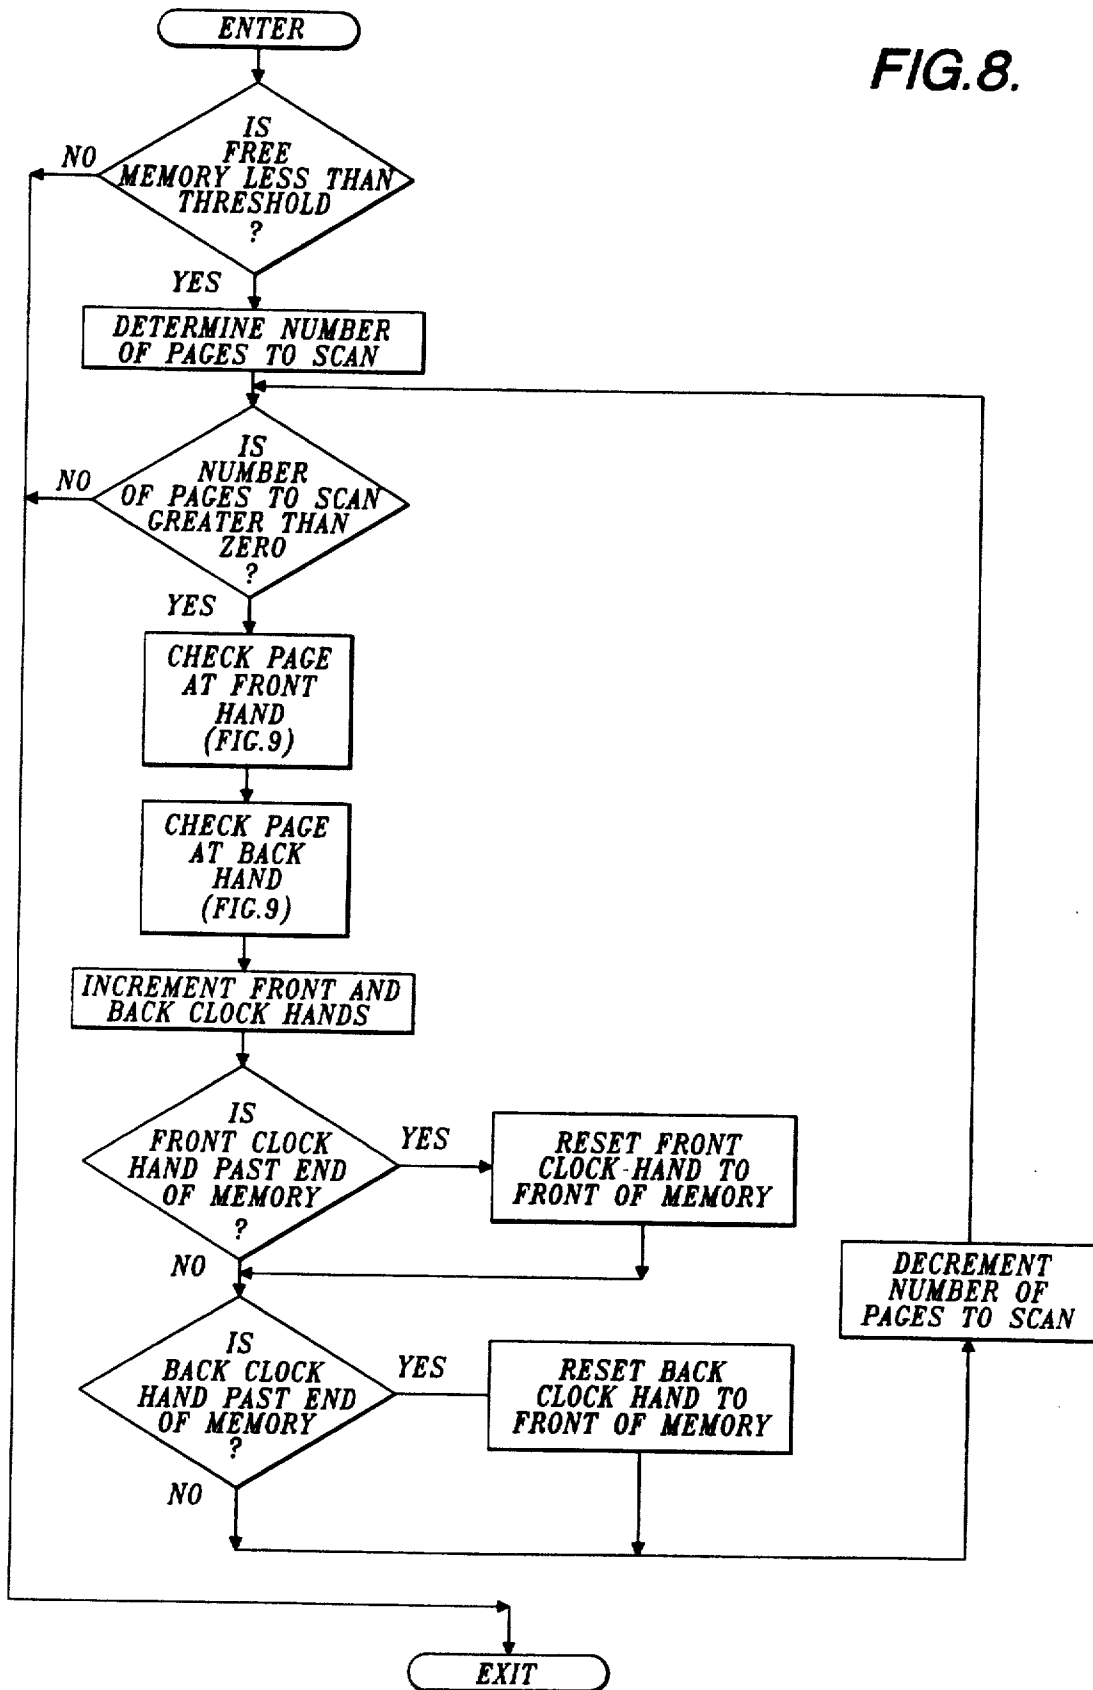 ENTER
FIG.8.
IS
FREE
MEMORY LESS THAN
THRESHOLD
?
NO
YES
DETERMINE NUMBER
OF PAGES TO SCAN
IS
NUMBER
OF PAGES TO SCAN
GREATER THAN
ZERO
?
NO
YES
CHECK PAGE
AT FRONT
HAND
(FIG.9)
CHECK PAGE
AT BACK
HAND
(FIG.9)
INCREMENT FRONT AND
BACK CLOCK HANDS
IS
FRONT CLOCK
HAND PAST END
OF MEMORY
?
YES
RESET FRONT
CLOCK-HAND TO
FRONT OF MEMORY
NO
DECREMENT
NUMBER OF
PAGES TO SCAN
IS
BACK CLOCK
HAND PAST END
OF MEMORY
?
YES
RESET BACK
CLOCK HAND TO
FRONT OF MEMORY
NO
EXIT